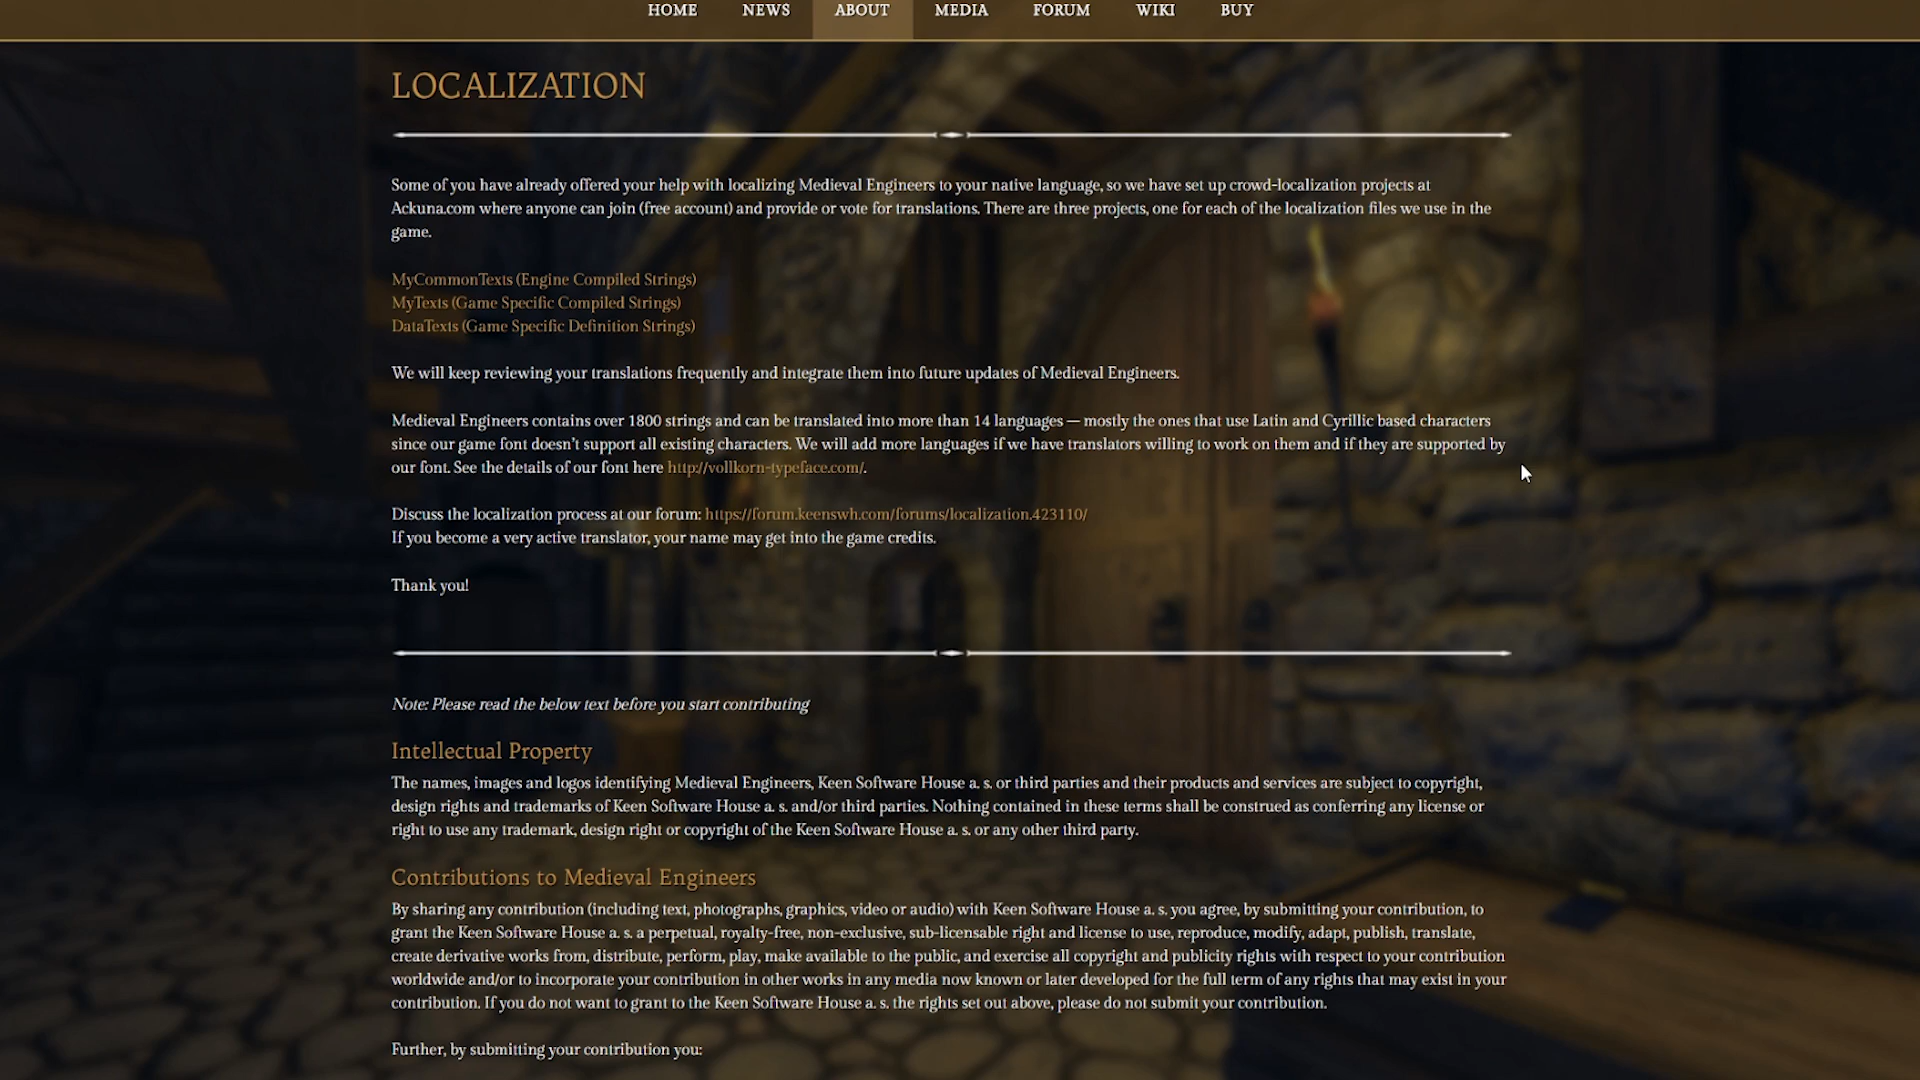 HOME NEWS ABOUT MEDIA FORUM WIKI BUY
LOCALIZATION
Some of you have already offered your help with localizing Medieval Engineers to your native language, so we have set up crowd-localization projects at
Ackuna.com where anyone can join (free account) and provide or vote for translations. There are three projects, one for each of the localization files we use in the
game.
MyCommonTexts (Engine Compiled Strings)
MyTexts (Game Specific Compiled Strings)
DataTexts (Game Specific Definition Strings)
We will keep reviewing your translations frequently and integrate them into future updates of Medieval Engineers.
Medieval Engineers contains over 1800 strings and can be translated into more than 14 languages — mostly the ones that use Latin and Cyrillic based characters
since our game font doesn't support all existing characters. We will add more languages if we have translators willing to work on them and if they are supported by
our font. See the details of our font here http://vollkorn-typeface.com/.
Discuss the localization process at our forum: https://forum.keenswh.com/forums/localization.423110/
If you become a very active translator, your name may get into the game credits.
Thank you!
Note: Please read the below text before you start contributing
Intellectual Property
The names, images and logos identifying Medieval Engineers, Keen Software House a. s. or third parties and their products and services are subject to copyright,
design rights and trademarks of Keen Software House a. s. and/or third parties. Nothing contained in these terms shall be construed as conferring any license or
right to use any trademark, design right or copyright of the Keen Software House a. s. or any other third party.
Contributions to Medieval Engineers
By sharing any contribution (including text, photographs, graphics, video or audio) with Keen Software House a. s. you agree, by submitting your contribution, to
grant the Keen Software House a. s. a perpetual, royalty-free, non-exclusive, sub-licensable right and license to use, reproduce, modify, adapt, publish, translate,
create derivative works from, distribute, perform, play, make available to the public, and exercise all copyright and publicity rights with respect to your contribution
worldwide and/or to incorporate your contribution in other works in any media now known or later developed for the full term of any rights that may exist in your
contribution. If you do not want to grant to the Keen Software House a. s. the rights set out above, please do not submit your contribution.
Further, by submitting your contribution you: